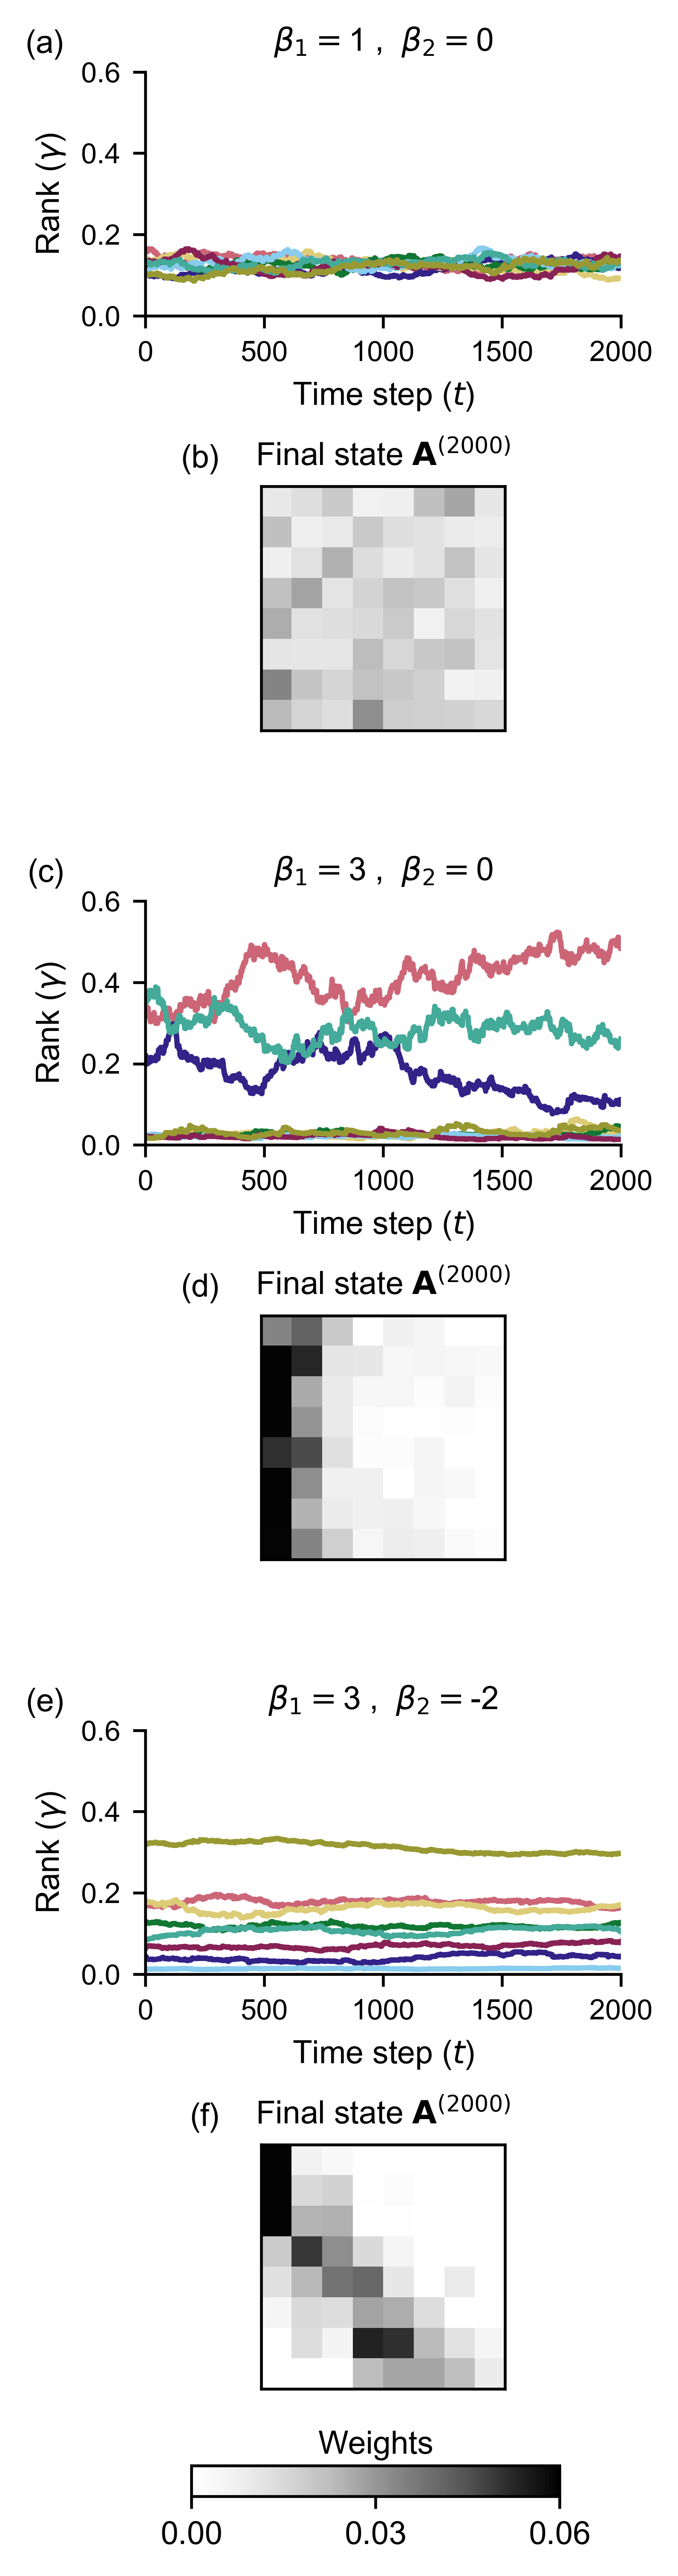 (a) β₁ = 1 , β₂ = 0
0.6
0.4
0.2
0.0
Rank (γ)
0 500 1000 1500 2000
Time step (t)
(b) Final state A⁽²⁰⁰⁰⁾
(c) β₁ = 3 , β₂ = 0
0.6
0.4
0.2
0.0
Rank (γ)
0 500 1000 1500 2000
Time step (t)
(d) Final state A⁽²⁰⁰⁰⁾
(e) β₁ = 3 , β₂ = -2
0.6
0.4
0.2
0.0
Rank (γ)
0 500 1000 1500 2000
Time step (t)
(f) Final state A⁽²⁰⁰⁰⁾
Weights
0.00 0.03 0.06